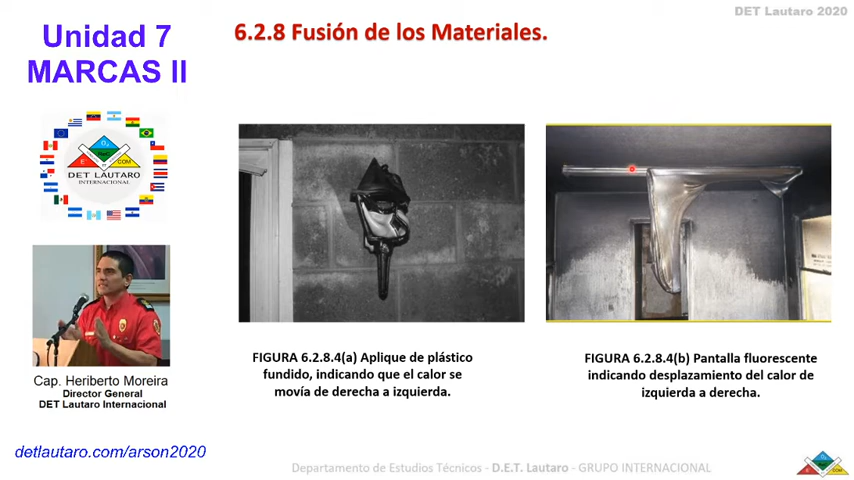 DET Lautaro 2020
Unidad 7
MARCAS II
6.2.8 Fusión de los Materiales.
DET LAUTARO
INTERNACIONAL
Cap. Heriberto Moreira
Director General
DET Lautaro Internacional
FIGURA 6.2.8.4(a) Aplique de plástico
fundido, indicando que el calor se
movía de derecha a izquierda.
FIGURA 6.2.8.4(b) Pantalla fluorescente
indicando desplazamiento del calor de
izquierda a derecha.
detlautaro.com/arson2020
Departamento de Estudios Técnicos - D.E.T. Lautaro - GRUPO INTERNACIONAL